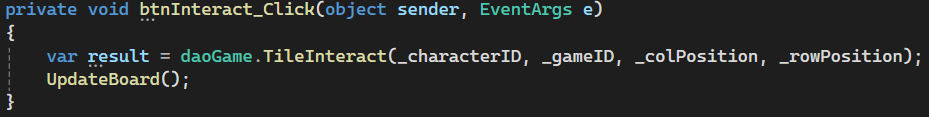 private void btnInteract_Click(object sender, EventArgs e)
{
    var result = daoGame.TileInteract(_characterID, _gameID, _colPosition, _rowPosition);
    UpdateBoard();
}